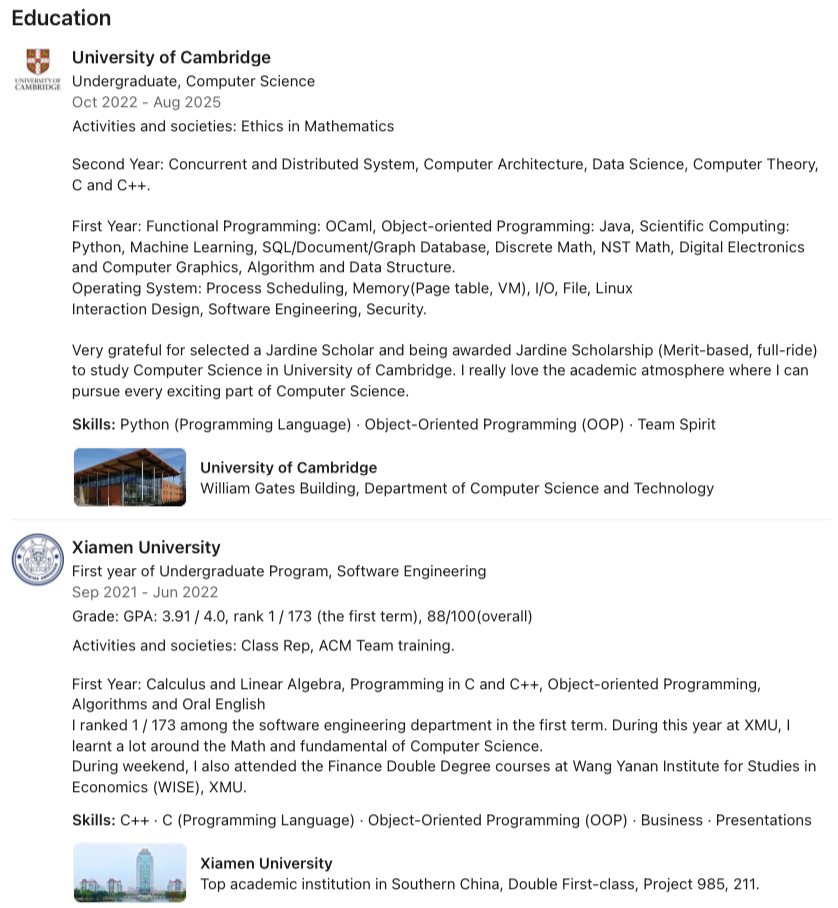 Education
University of Cambridge
UNIVERSITY OF
CAMBRIDGE
Undergraduate, Computer Science
Oct 2022 - Aug 2025
Activities and societies: Ethics in Mathematics
Second Year: Concurrent and Distributed System, Computer Architecture, Data Science, Computer Theory,
C and C++.
First Year: Functional Programming: OCaml, Object-oriented Programming: Java, Scientific Computing:
Python, Machine Learning, SQL/Document/Graph Database, Discrete Math, NST Math, Digital Electronics
and Computer Graphics, Algorithm and Data Structure.
Operating System: Process Scheduling, Memory(Page table, VM), I/O, File, Linux
Interaction Design, Software Engineering, Security.
Very grateful for selected a Jardine Scholar and being awarded Jardine Scholarship (Merit-based, full-ride)
to study Computer Science in University of Cambridge. I really love the academic atmosphere where I can
pursue every exciting part of Computer Science.
Skills: Python (Programming Language) · Object-Oriented Programming (OOP) · Team Spirit
University of Cambridge
William Gates Building, Department of Computer Science and Technology
Xiamen University
First year of Undergraduate Program, Software Engineering
Sep 2021 - Jun 2022
Grade: GPA: 3.91 / 4.0, rank 1 / 173 (the first term), 88/100(overall)
Activities and societies: Class Rep, ACM Team training.
First Year: Calculus and Linear Algebra, Programming in C and C++, Object-oriented Programming,
Algorithms and Oral English
I ranked 1 / 173 among the software engineering department in the first term. During this year at XMU, I
learnt a lot around the Math and fundamental of Computer Science.
During weekend, I also attended the Finance Double Degree courses at Wang Yanan Institute for Studies in
Economics (WISE), XMU.
Skills: C++ · C (Programming Language) · Object-Oriented Programming (OOP) · Business · Presentations
Xiamen University
Top academic institution in Southern China, Double First-class, Project 985, 211.